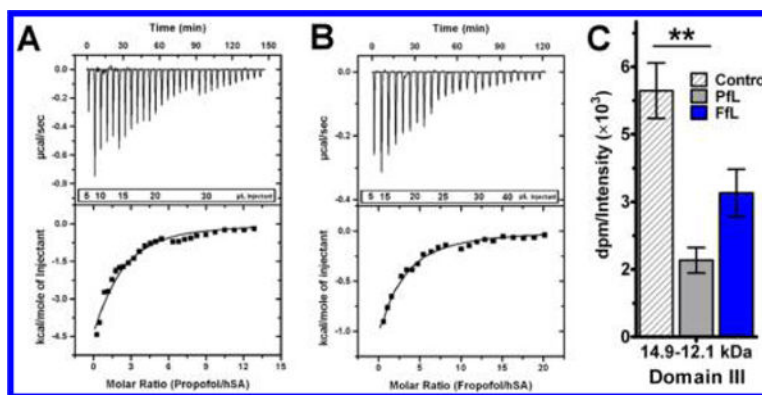 A
Time (min)
0 30 60 90 120 150
0.0
-0.2
-0.4
-0.6
-0.8
µcal/sec
5 10 15 20 30 µL injectant
0.0
-1.5
-3.0
-4.5
kcal/mole of injectant
0 3 6 9 12 15
Molar Ratio (Propofol/hSA)
B
Time (min)
0 30 60 90 120
0.0
-0.2
-0.4
µcal/sec
5 15 20 25 30 40 µL injectant
0.0
-0.5
-1.0
kcal/mole of injectant
0 5 10 15 20
Molar Ratio (Fropofol/hSA)
C
**
Contro
PfL
FfL
6
5
3
2
0
dpm/Intensity (×10³)
14.9-12.1 kDa
Domain III